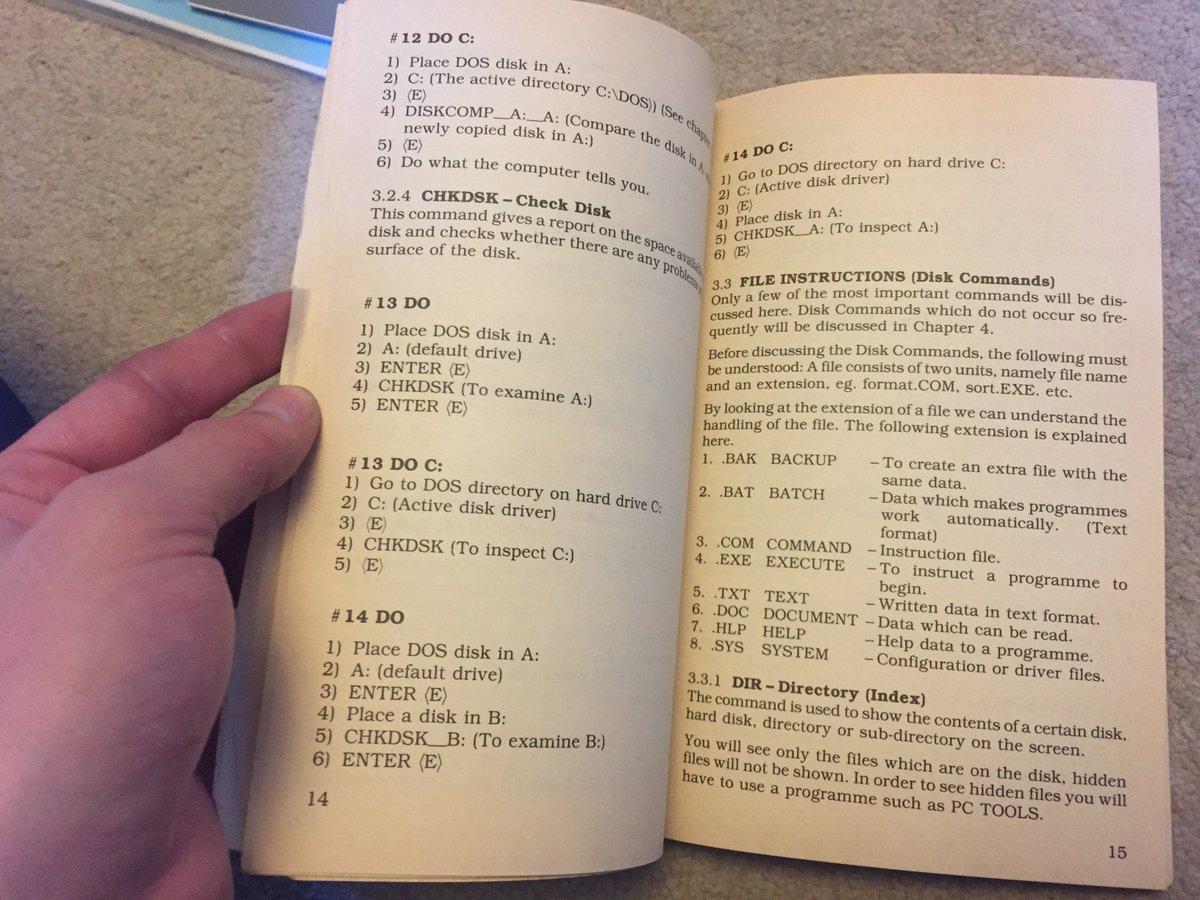 #12 DO C:
1) Place DOS disk in A:
2) C: (The active directory C:\DOS)) (See chapter
3) ⟨E⟩
4) DISKCOMP__A:__A: (Compare the disk in A:
newly copied disk in A:)
5) ⟨E⟩
6) Do what the computer tells you.
3.2.4 CHKDSK – Check Disk
This command gives a report on the space
disk and checks whether there are any problems
surface of the disk.
#13 DO
1) Place DOS disk in A:
2) A: (default drive)
3) ENTER ⟨E⟩
4) CHKDSK (To examine A:)
5) ENTER ⟨E⟩
#13 DO C:
1) Go to DOS directory on hard drive C:
2) C: (Active disk driver)
3) ⟨E⟩
4) CHKDSK (To inspect C:)
5) ⟨E⟩
#14 DO
1) Place DOS disk in A:
2) A: (default drive)
3) ENTER ⟨E⟩
4) Place a disk in B:
5) CHKDSK__B: (To examine B:)
6) ENTER ⟨E⟩
14
#14 DO C:
1) Go to DOS directory on hard drive C:
2) C: (Active disk driver)
3) ⟨E⟩
4) Place disk in A:
5) CHKDSK__A: (To inspect A:)
6) ⟨E⟩
3.3 FILE INSTRUCTIONS (Disk Commands)
Only a few of the most important commands will be dis-
cussed here. Disk Commands which do not occur so fre-
quently will be discussed in Chapter 4.
Before discussing the Disk Commands, the following must
be understood: A file consists of two units, namely file name
and an extension, eg. format.COM, sort.EXE. etc.
By looking at the extension of a file we can understand the
handling of the file. The following extension is explained
here.
1. .BAK BACKUP – To create an extra file with the
same data.
2. .BAT BATCH – Data which makes programmes
work automatically. (Text
format)
3. .COM COMMAND – Instruction file.
4. .EXE EXECUTE – To instruct a programme to
begin.
5. .TXT TEXT – Written data in text format.
6. .DOC DOCUMENT – Data which can be read.
7. .HLP HELP – Help data to a programme.
8. .SYS SYSTEM – Configuration or driver files.
3.3.1 DIR – Directory (Index)
The command is used to show the contents of a certain disk,
hard disk, directory or sub-directory on the screen.
You will see only the files which are on the disk, hidden
files will not be shown. In order to see hidden files you will
have to use a programme such as PC TOOLS.
15